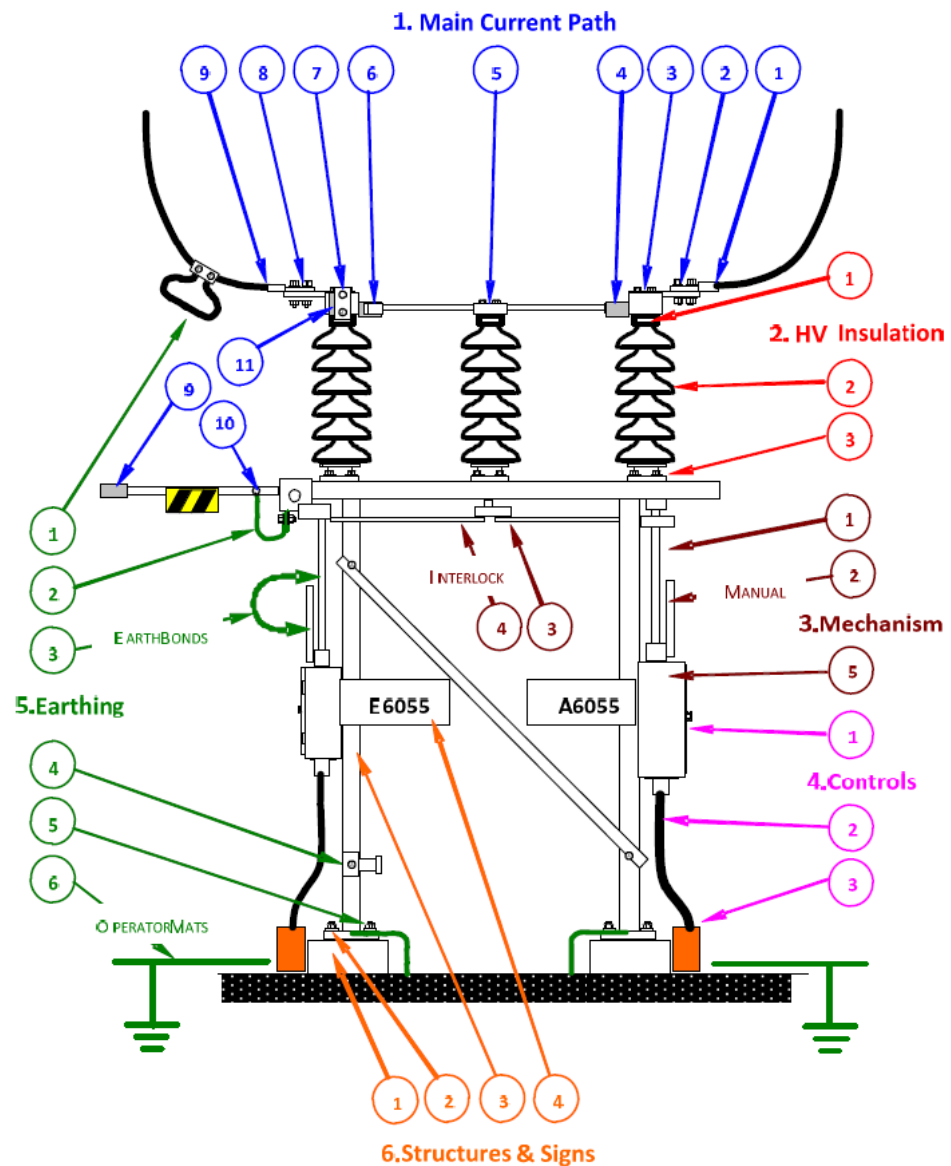 1. Main Current Path
9 8 7 6 5 4 3 2 1
1
11
2. HV Insulation
9
2
10
3
1
1
2
INTERLOCK
MANUAL
2
3
EARTHBONDS
4 3
3.Mechanism
5
5.Earthing
E6055
A6055
1
4
4.Controls
5
2
6
3
OPERATORMATS
1 2 3 4
6.Structures & Signs